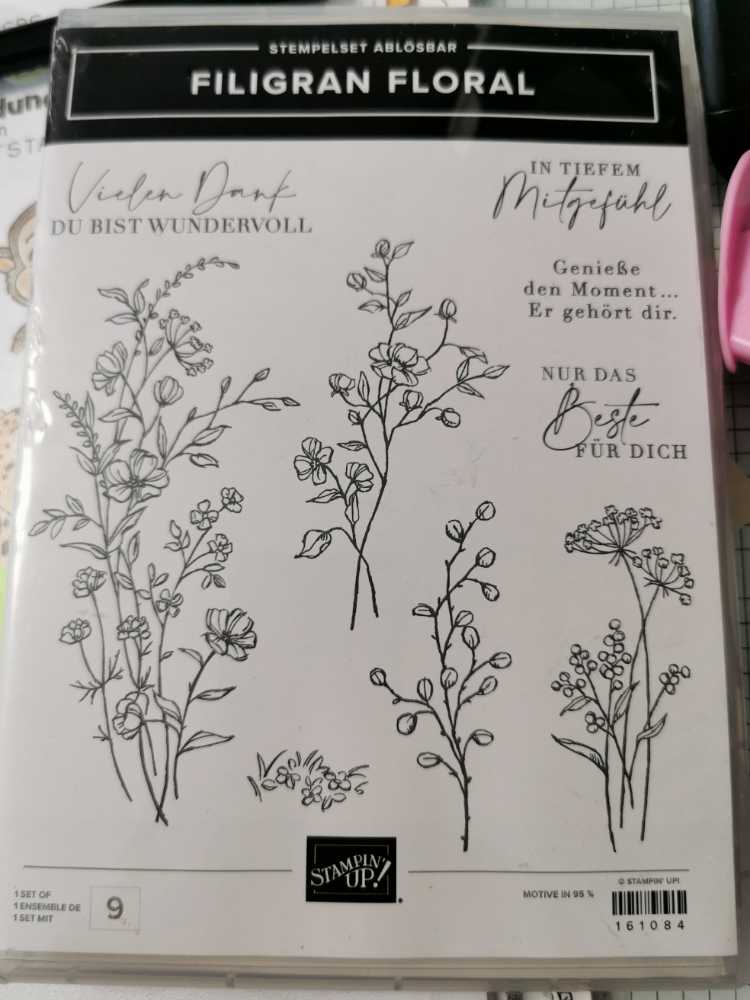 STEMPELSET ABLÖSBAR
FILIGRAN FLORAL
Vielen Dank
DU BIST WUNDERVOLL
IN TIEFEM
Mitgefühl
Genieße
den Moment...
Er gehört dir.
NUR DAS
Beste
FÜR DICH
STAMPIN'
UP!
1 SET OF
1 ENSEMBLE DE
1 SET MIT
9
MOTIVE IN 95 %
© STAMPIN' UP!
161084